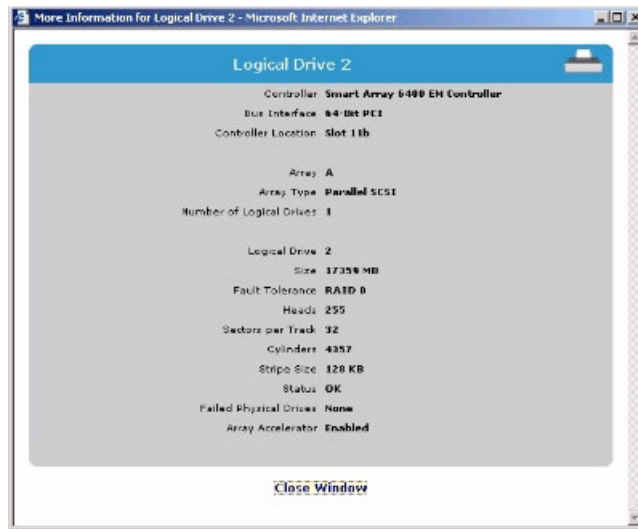 More Information for Logical Drive 2 - Microsoft Internet Explorer
Logical Drive 2
Controller Smart Array 6400 EM Controller
Bus Interface 64-Bit PCI
Controller Location Slot 11b
Array A
Array Type Parallel SCSI
Number of Logical Drives 1
Logical Drive 2
Size 17359 MB
Fault Tolerance RAID 0
Heads 255
Sectors per Track 32
Cylinders 4357
Stripe Size 128 KB
Status OK
Failed Physical Drives None
Array Accelerator Enabled
Close Window